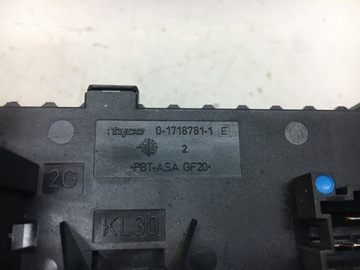 tyco 0-1718781-1 E
2
>PBT-ASA GF20<
2G
KL30